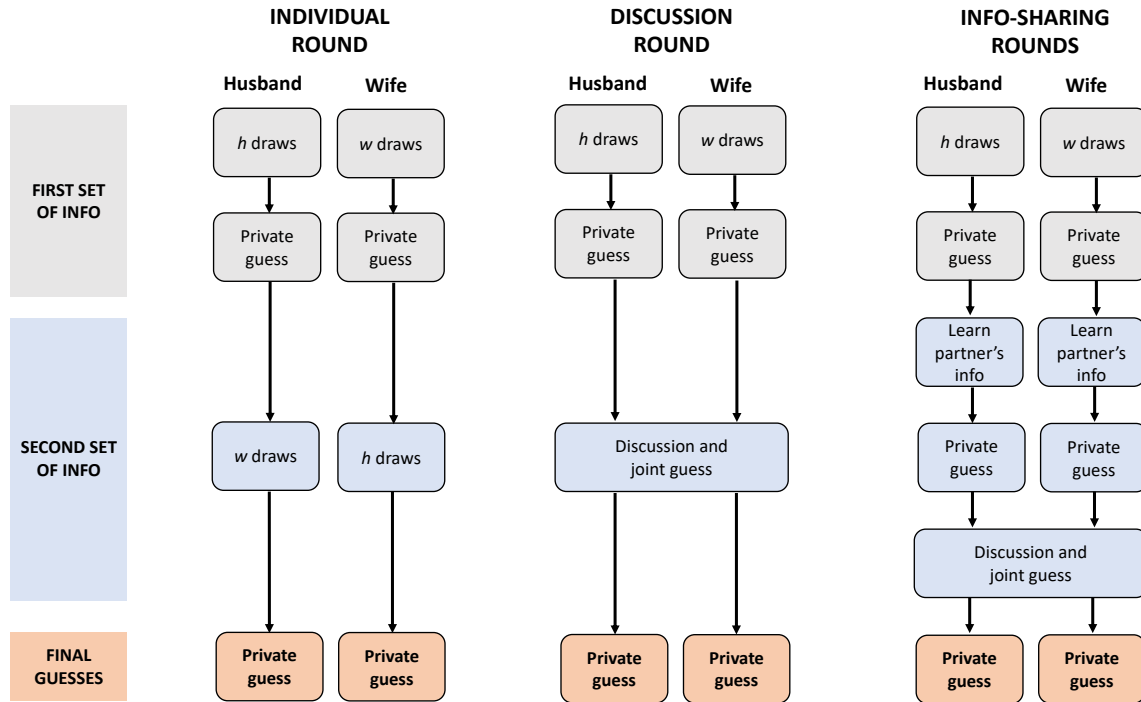 INDIVIDUAL
ROUND
DISCUSSION
ROUND
INFO-SHARING
ROUNDS
Husband
Wife
Husband
Wife
Husband
Wife
FIRST SET
OF INFO
h draws
w draws
h draws
w draws
h draws
w draws
Private
guess
Private
guess
Private
guess
Private
guess
Private
guess
Private
guess
SECOND SET
OF INFO
Learn
partner’s
info
Learn
partner’s
info
w draws
h draws
Discussion and
joint guess
Private
guess
Private
guess
Discussion and
joint guess
FINAL
GUESSES
Private
guess
Private
guess
Private
guess
Private
guess
Private
guess
Private
guess